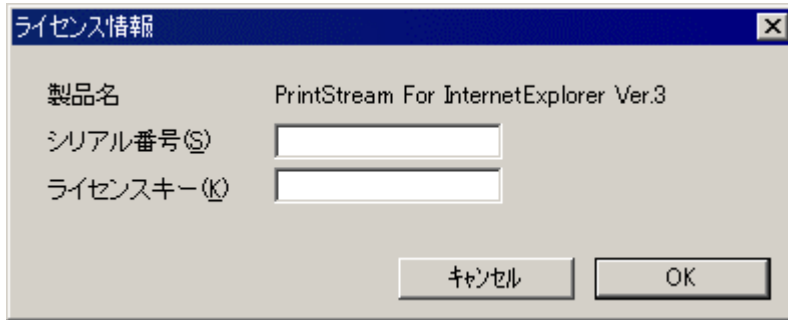 ライセンス情報
製品名 PrintStream For InternetExplorer Ver.3
シリアル番号(S)
ライセンスキー(K)
ｷｬﾝｾﾙ OK